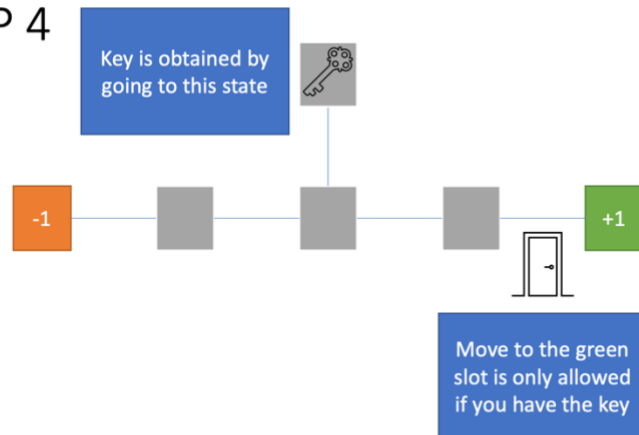 P 4
Key is obtained by
going to this state
-1
+1
Move to the green
slot is only allowed
if you have the key